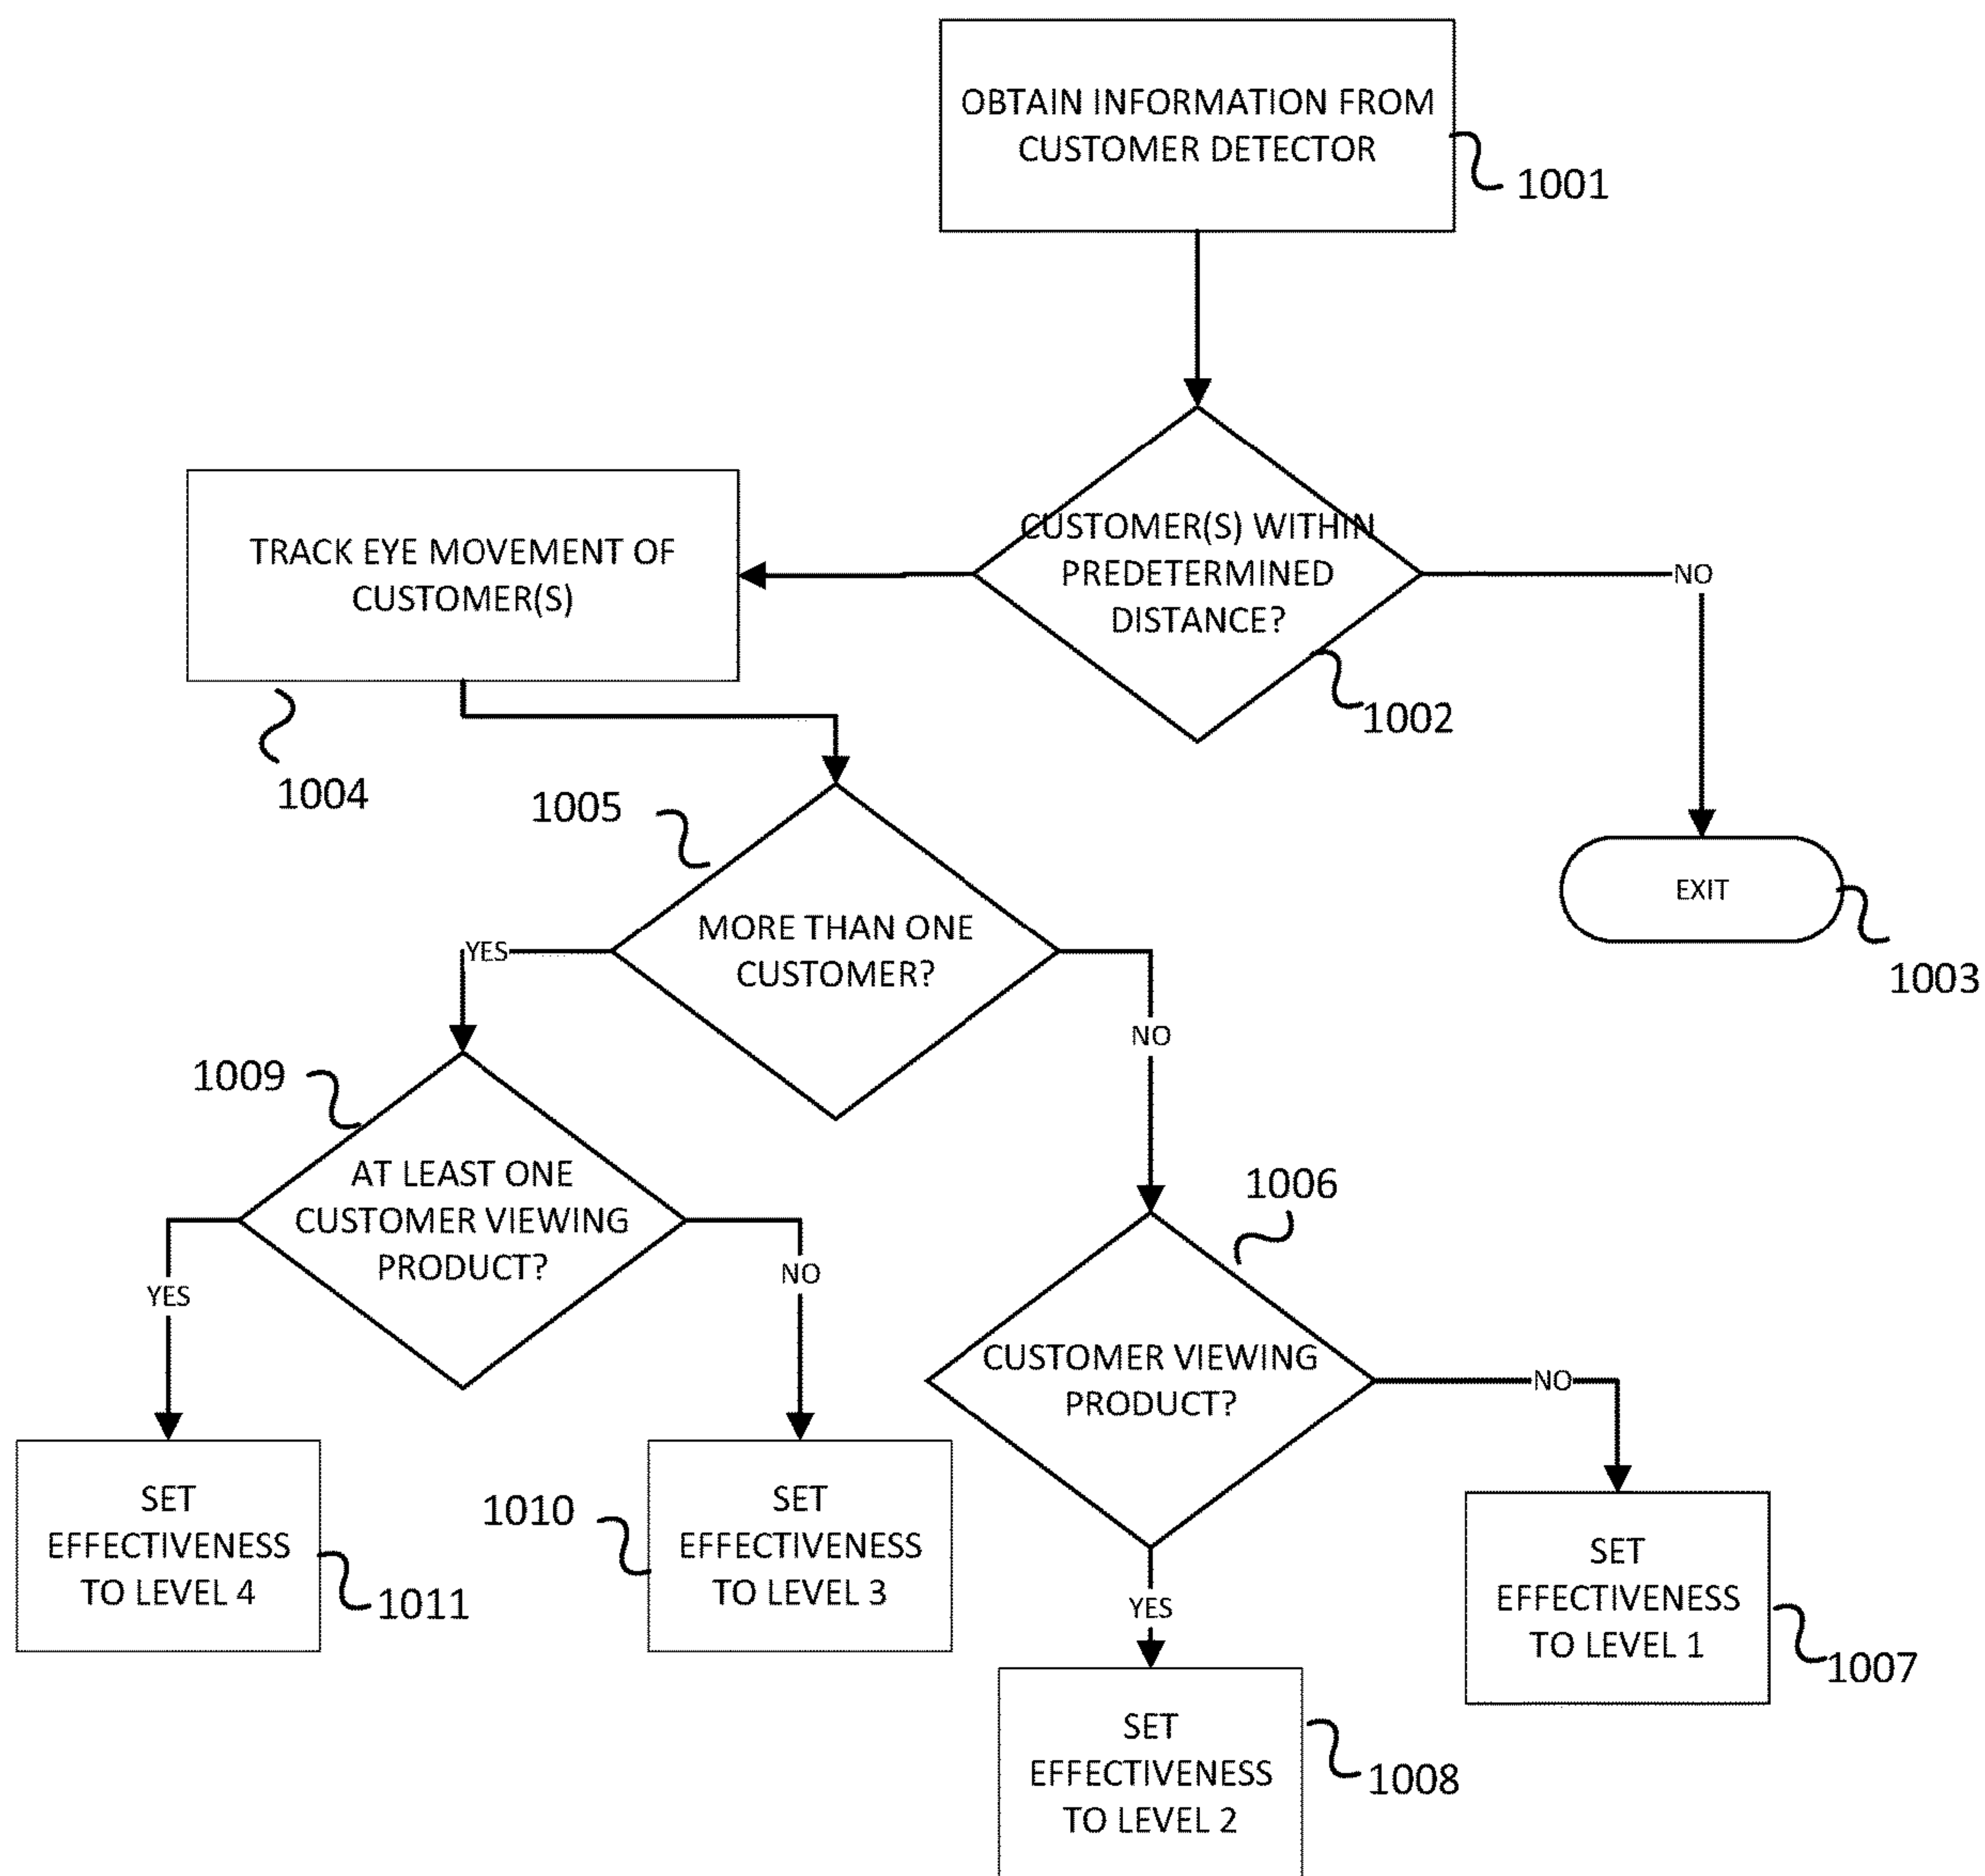 OBTAIN INFORMATION FROM
CUSTOMER DETECTOR
1001
CUSTOMER(S) WITHIN
PREDETERMINED
DISTANCE?
1002
NO
TRACK EYE MOVEMENT OF
CUSTOMER(S)
1004
EXIT
1003
1005
MORE THAN ONE
CUSTOMER?
YES
NO
1009
AT LEAST ONE
CUSTOMER VIEWING
PRODUCT?
YES
NO
1006
CUSTOMER VIEWING
PRODUCT?
NO
YES
SET
EFFECTIVENESS
TO LEVEL 4
1011
1010
SET
EFFECTIVENESS
TO LEVEL 3
SET
EFFECTIVENESS
TO LEVEL 1
1007
SET
EFFECTIVENESS
TO LEVEL 2
1008